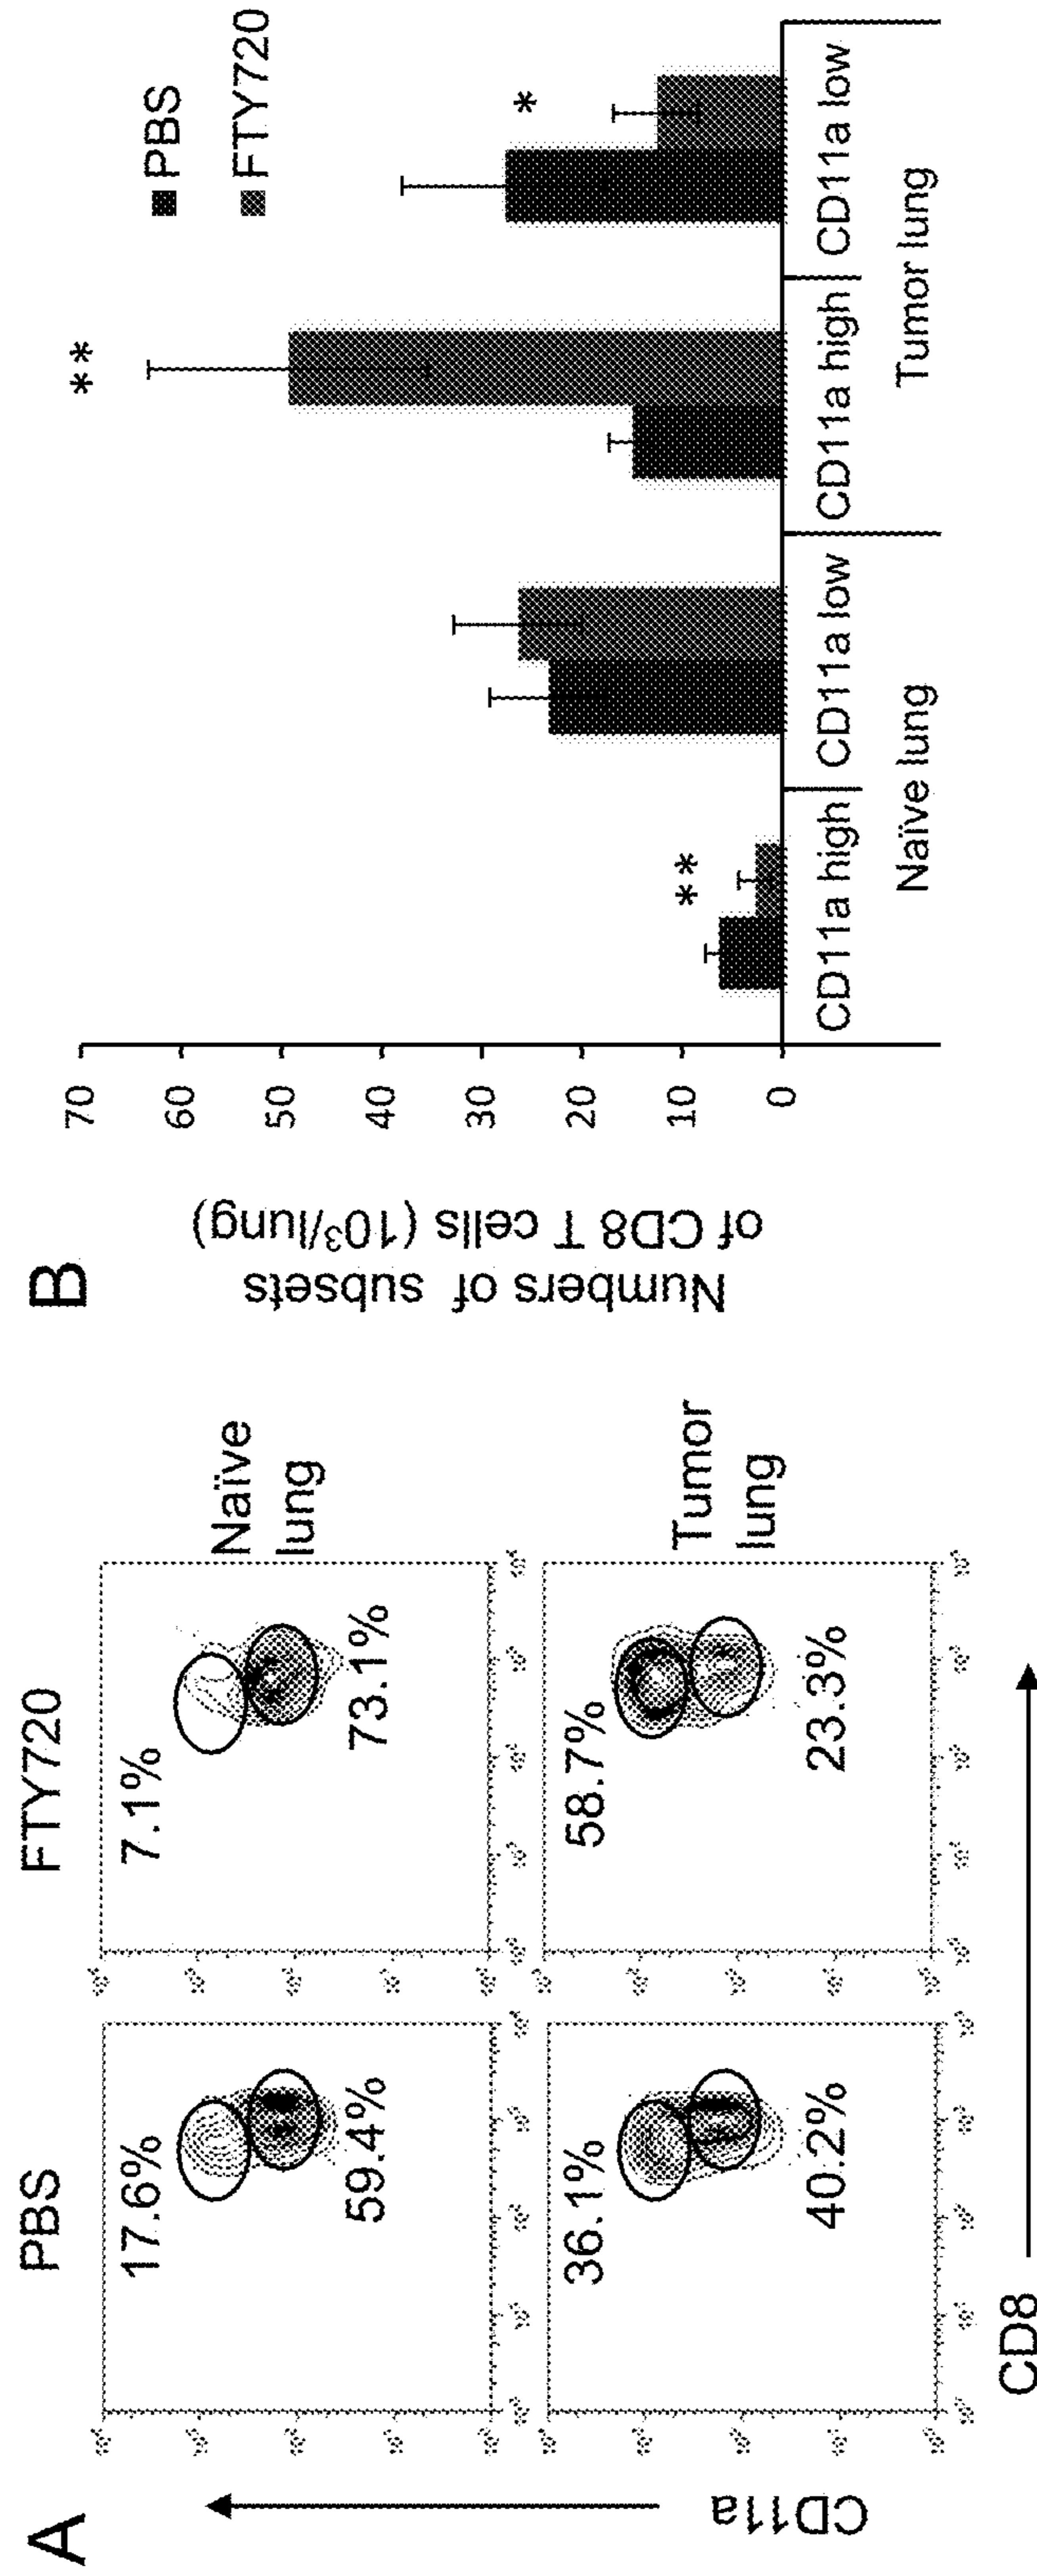 A
PBS
FTY720
17.6%
59.4%
7.1%
73.1%
Naïve
lung
36.1%
40.2%
58.7%
23.3%
Tumor
lung
CD11a
CD8
B
Numbers of subsets
of CD8 T cells (10³/lung)
70
60
50
40
30
20
10
0
PBS
FTY720
**
**
*
CD11a high
CD11a low
CD11a high
CD11a low
Naïve lung
Tumor lung